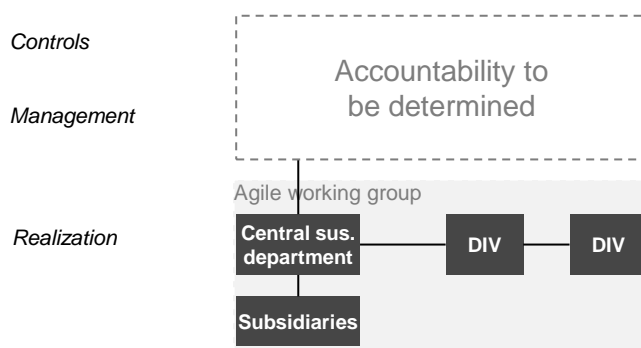 Controls
Accountability to
be determined
Management
Agile working group
Realization
Central sus.
department
DIV
DIV
Subsidiaries